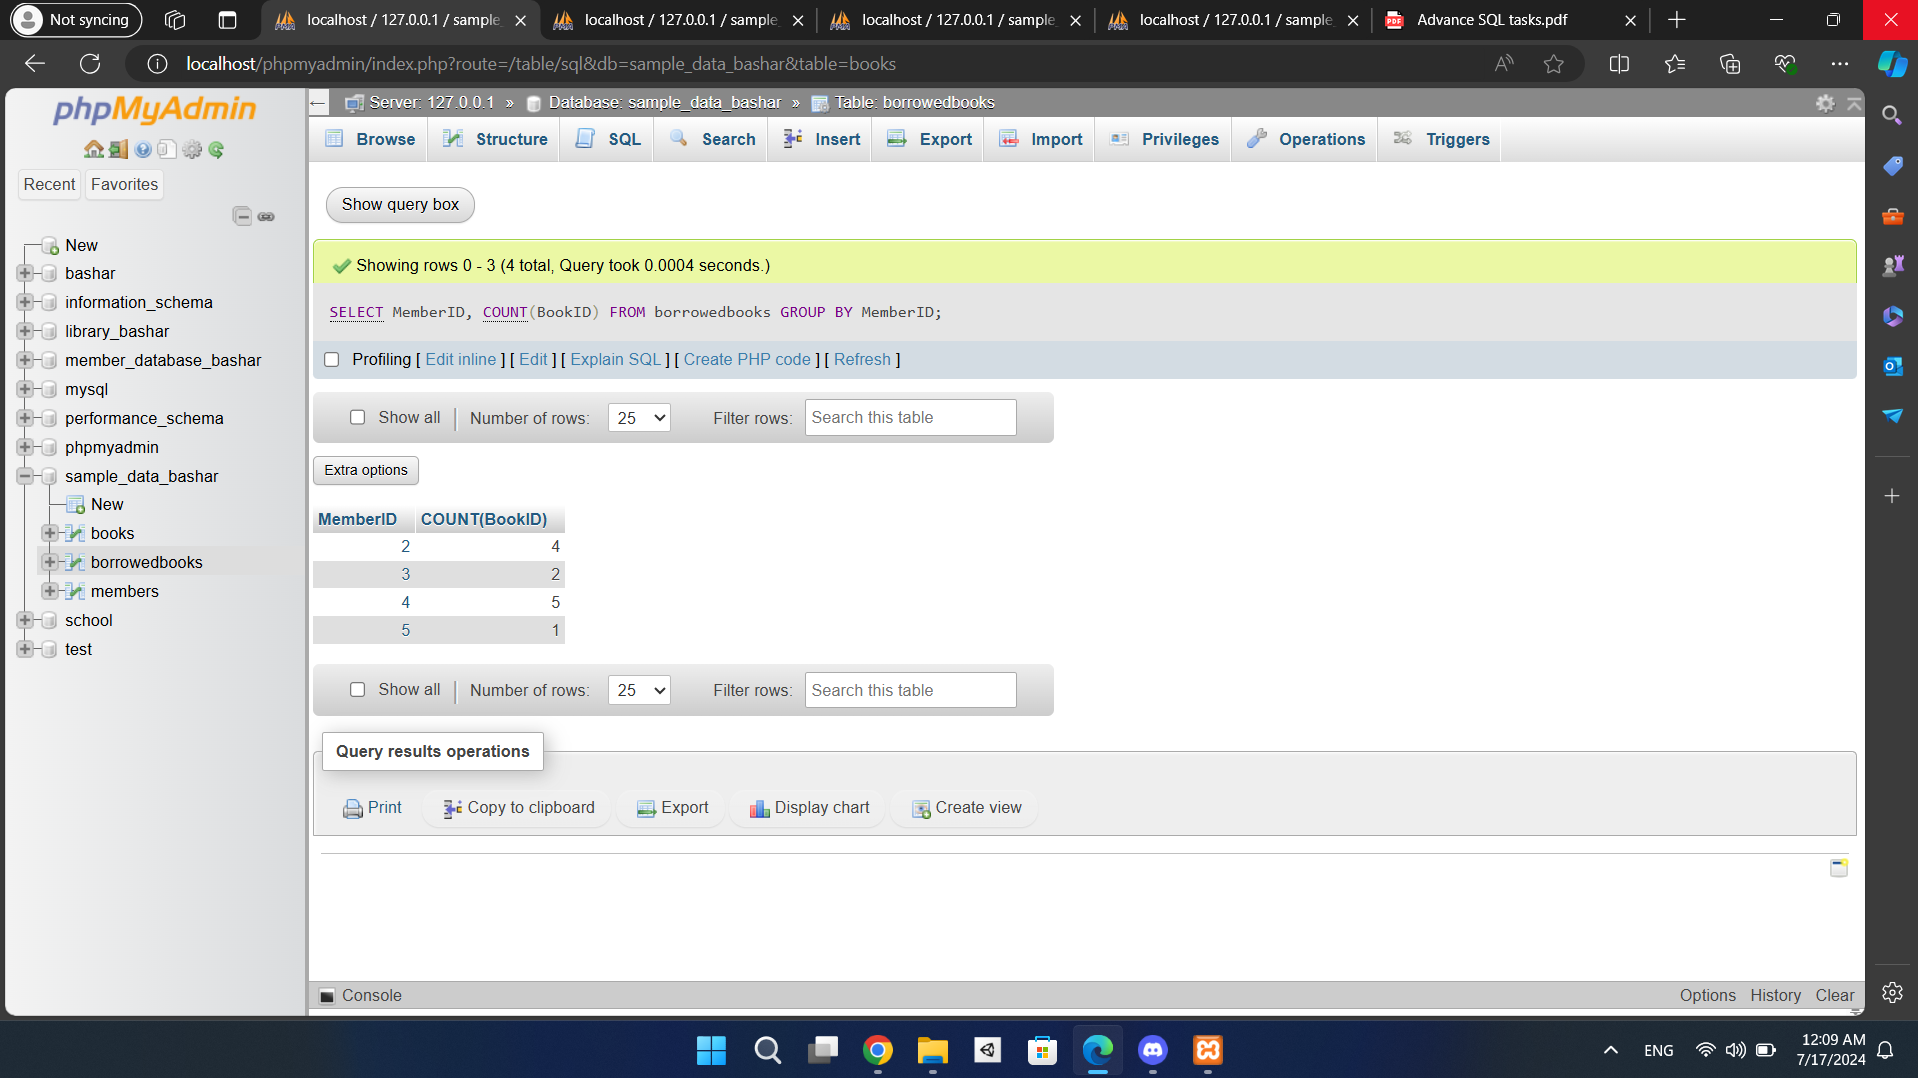 Not syncing
localhost / 127.0.0.1 / sample_
localhost / 127.0.0.1 / sample_
localhost / 127.0.0.1 / sample_
localhost / 127.0.0.1 / sample_
Advance SQL tasks.pdf
localhost/phpmyadmin/index.php?route=/table/sql&db=sample_data_bashar&table=books
phpMyAdmin
Recent Favorites
New
bashar
information_schema
library_bashar
member_database_bashar
mysql
performance_schema
phpmyadmin
sample_data_bashar
New
books
borrowedbooks
members
school
test
Server: 127.0.0.1 » Database: sample_data_bashar » Table: borrowedbooks
Browse Structure SQL Search Insert Export Import Privileges Operations Triggers
Show query box
Showing rows 0 - 3 (4 total, Query took 0.0004 seconds.)
SELECT MemberID, COUNT(BookID) FROM borrowedbooks GROUP BY MemberID;
Profiling [ Edit inline ] [ Edit ] [ Explain SQL ] [ Create PHP code ] [ Refresh ]
Show all | Number of rows: 25 Filter rows: Search this table
Extra options
MemberID COUNT(BookID)
2 4
3 2
4 5
5 1
Show all | Number of rows: 25 Filter rows: Search this table
Query results operations
Print Copy to clipboard Export Display chart Create view
Console Options History Clear
ENG
12:09 AM
7/17/2024